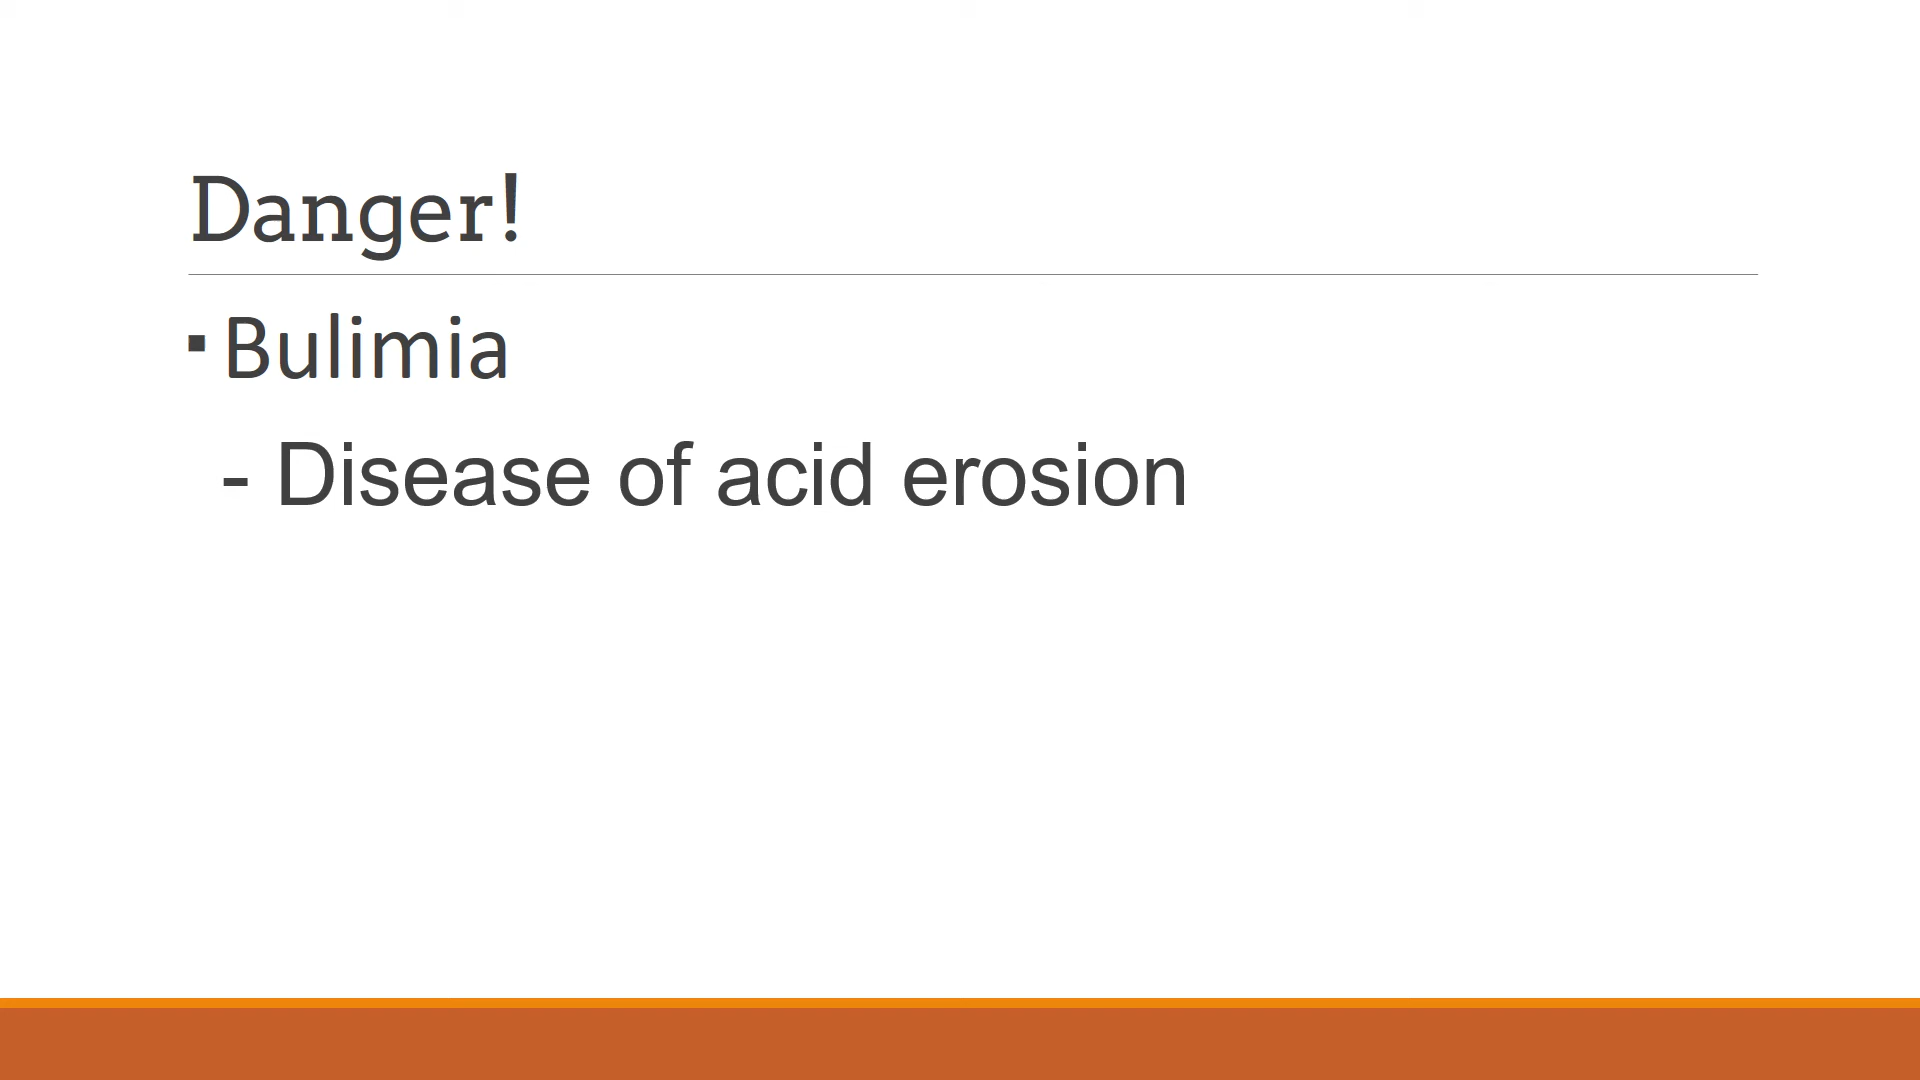 Danger!
▪ Bulimia
- Disease of acid erosion